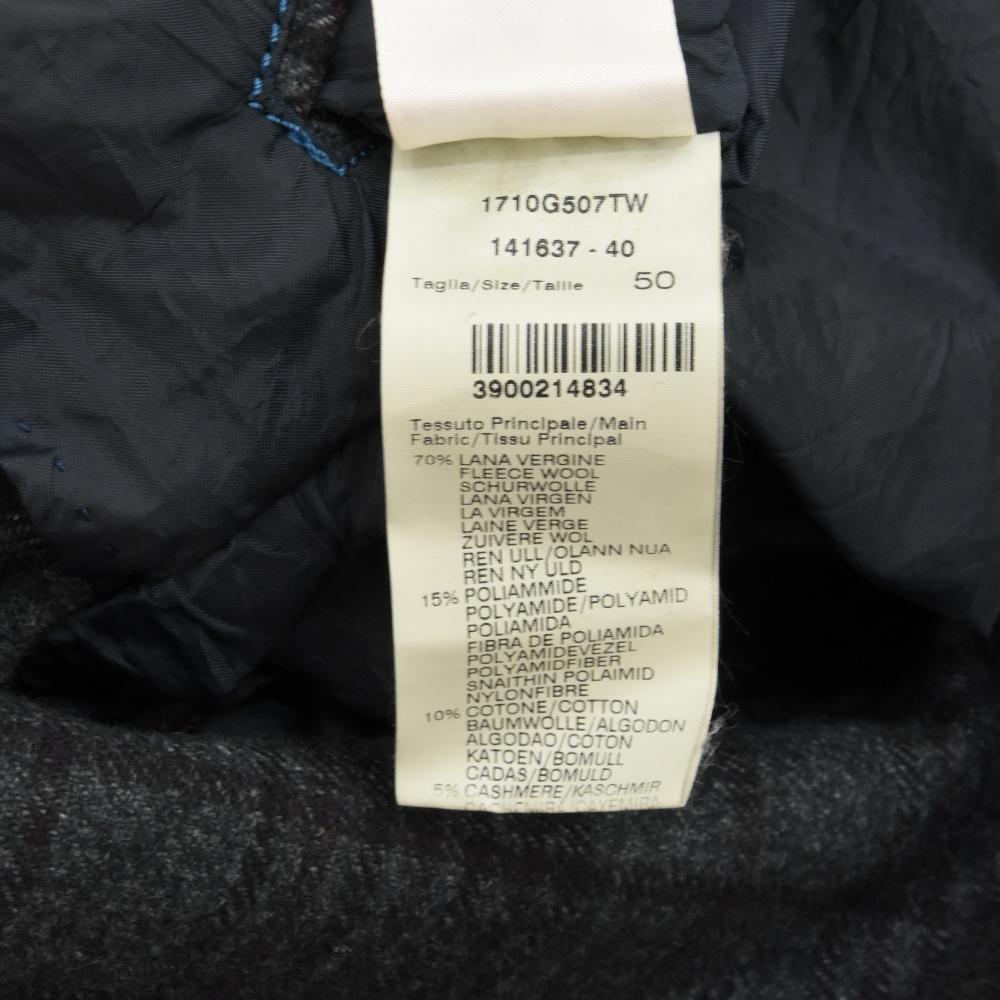 1710G507TW
141637 - 40
Taglia/Size/Taille 50
3900214834
Tessuto Principale/Main
Fabric/Tissu Principal
70% LANA VERGINE
FLEECE WOOL
SCHURWOLLE
LANA VIRGEN
LA VIRGEM
LAINE VERGE
ZUIVERE WOL
REN ULL/OLANN NUA
REN NY ULD
15% POLIAMMIDE
POLYAMIDE/POLYAMID
POLIAMIDA
FIBRA DE POLIAMIDA
POLYAMIDEVEZEL
POLYAMIDFIBER
SNAITHIN POLAIMID
NYLONFIBRE
10% COTONE/COTTON
BAUMWOLLE/ALGODON
ALGODAO/COTON
KATOEN/BOMULL
CADAS/BOMULD
5% CASHMERE/KASCHMIR
CACHEMIRA/CAXEMIRA